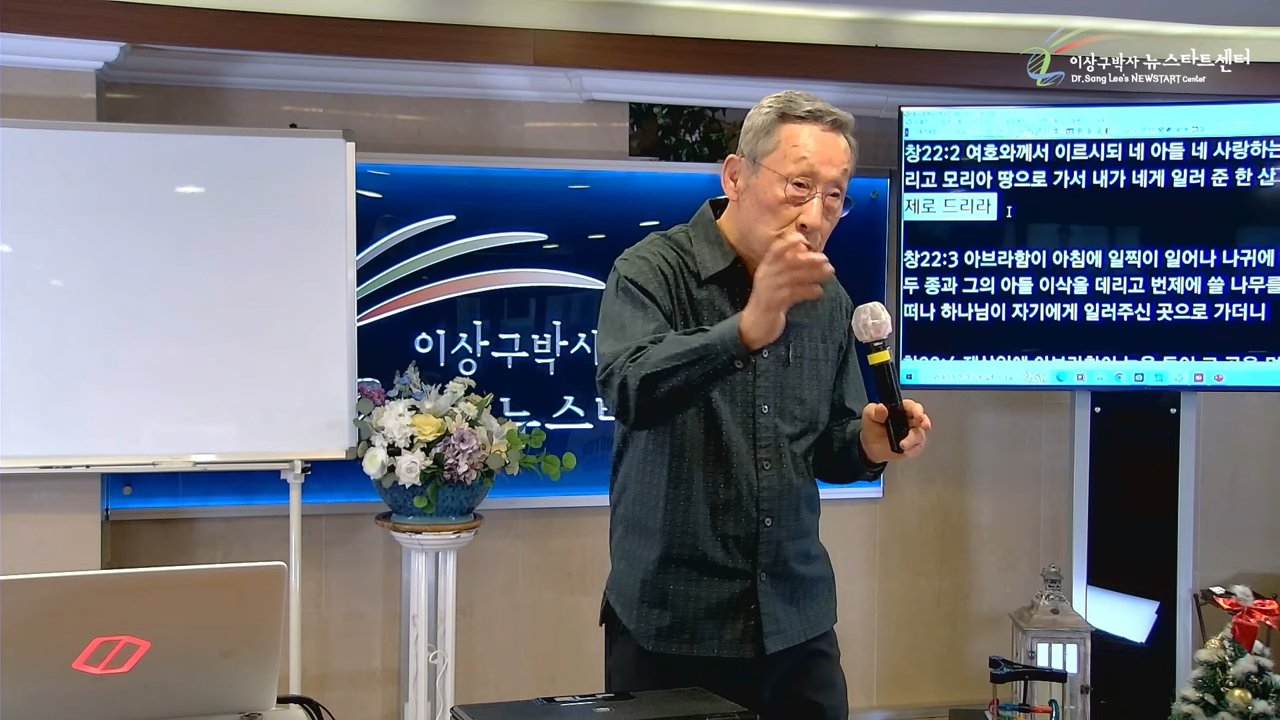 이상구박사 뉴스타트센터
Dr. Sang Lee's NEWSTART Center
창22:2 여호와께서 이르시되 네 아들 네 사랑하는
리고 모리아 땅으로 가서 내가 네게 일러 준 한 산
제로 드리라
창22:3 아브라함이 아침에 일찍이 일어나 나귀에
두 종과 그의 아들 이삭을 데리고 번제에 쓸 나무를
떠나 하나님이 자기에게 일러주신 곳으로 가더니
이상구박사
뉴스타